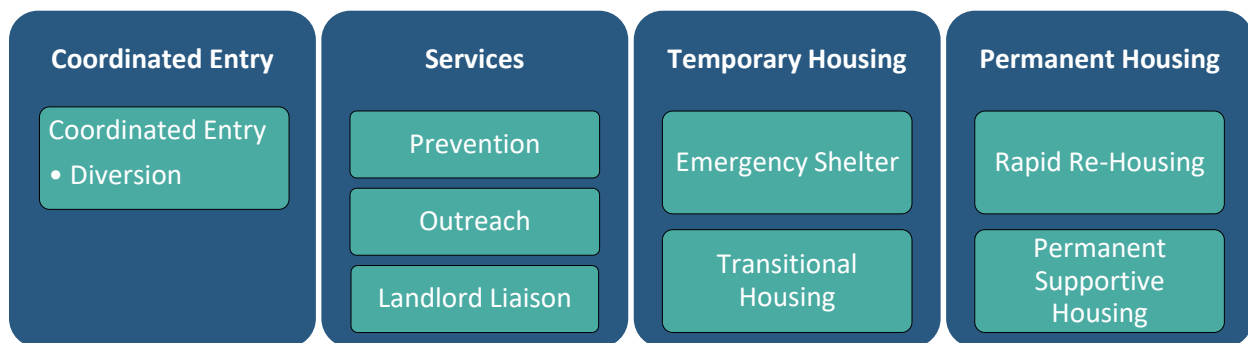 Coordinated Entry
Coordinated Entry
• Diversion
Services
Prevention
Outreach
Landlord Liaison
Temporary Housing
Emergency Shelter
Transitional
Housing
Permanent Housing
Rapid Re-Housing
Permanent
Supportive
Housing